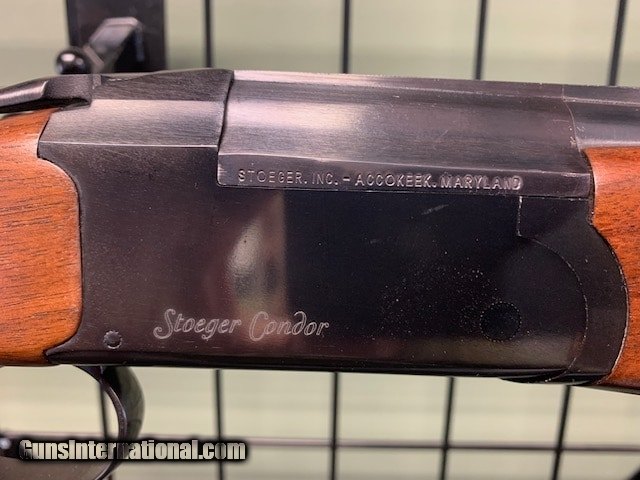 STOEGER, INC. - ACCOKEEK, MARYLAND
Stoeger Condor
GunsInternational.com